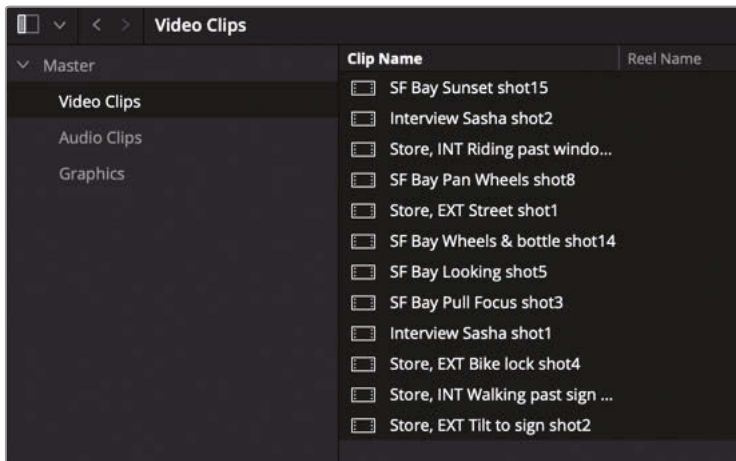 Video Clips
Master
Video Clips
Audio Clips
Graphics
Clip Name Reel Name
SF Bay Sunset shot15
Interview Sasha shot2
Store, INT Riding past windo...
SF Bay Pan Wheels shot8
Store, EXT Street shot1
SF Bay Wheels & bottle shot14
SF Bay Looking shot5
SF Bay Pull Focus shot3
Interview Sasha shot1
Store, EXT Bike lock shot4
Store, INT Walking past sign ...
Store, EXT Tilt to sign shot2